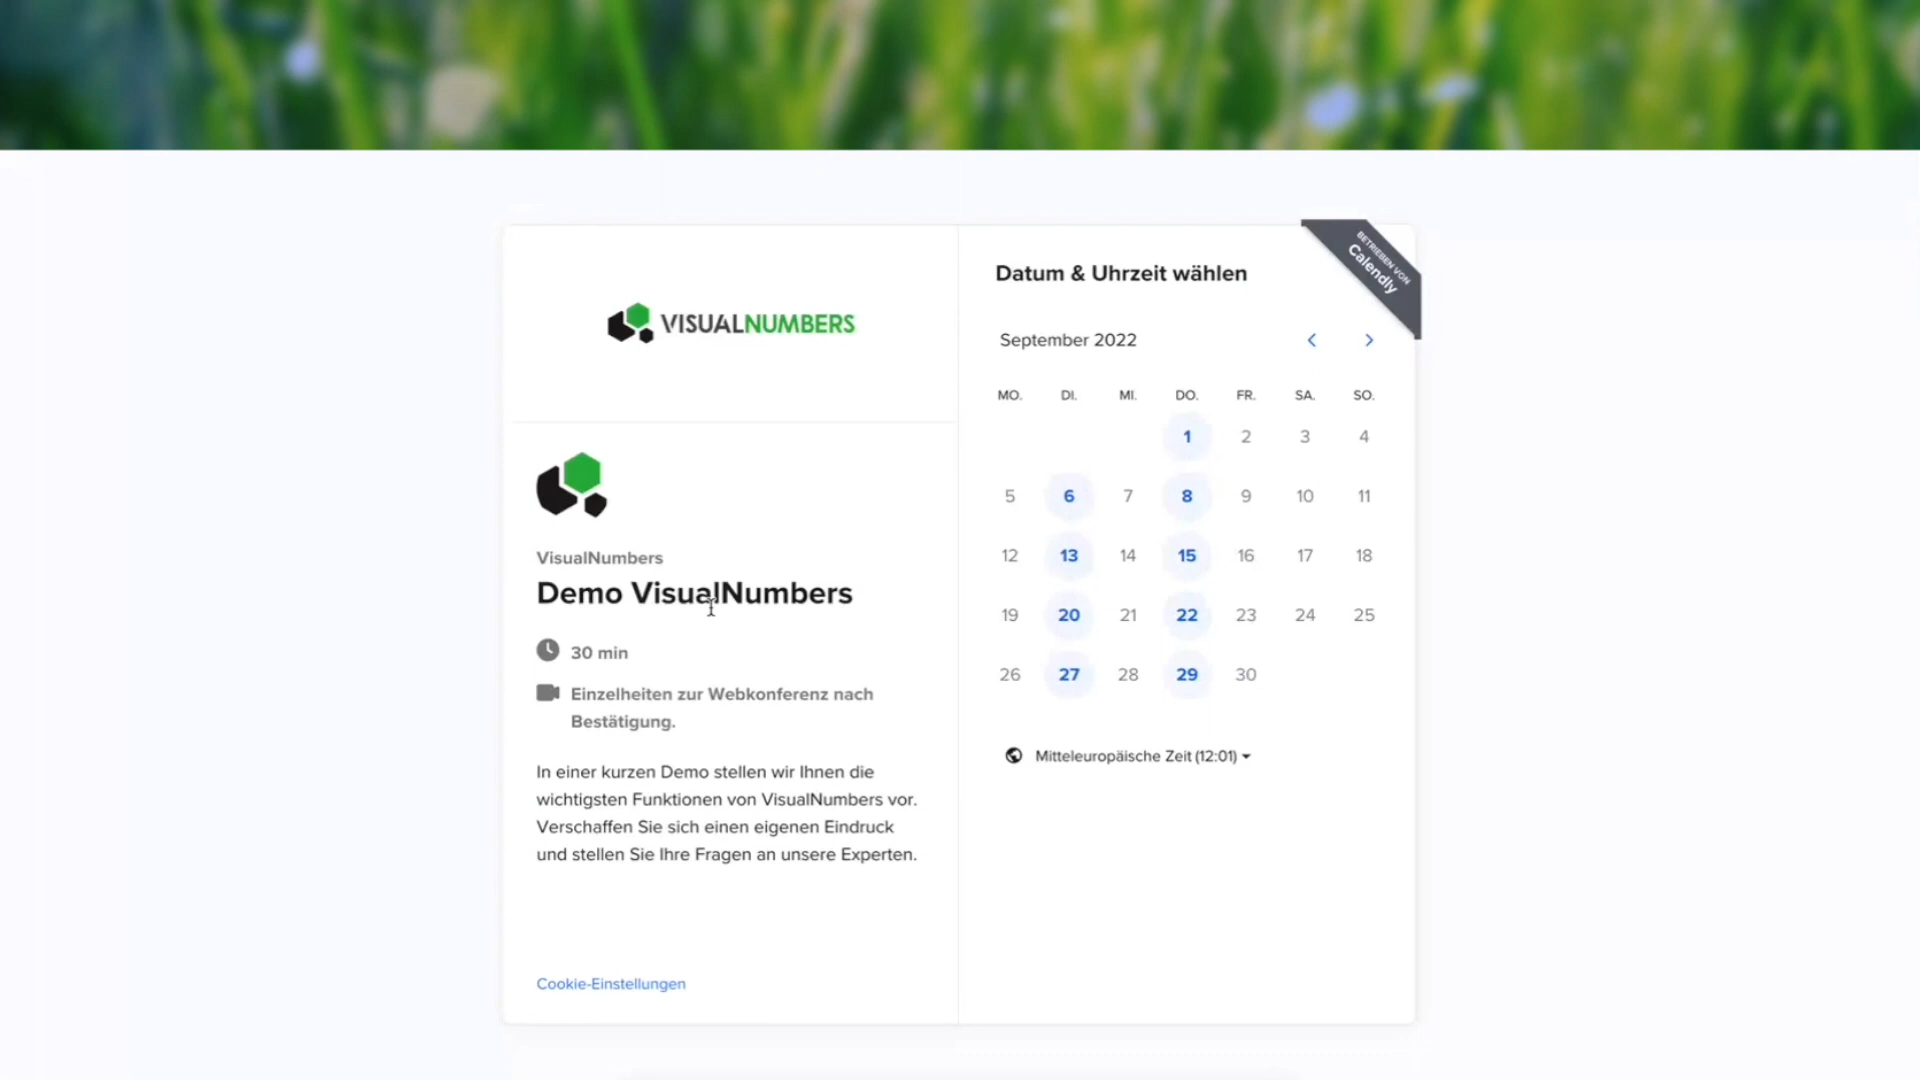 VISUALNUMBERS
VisualNumbers
Demo VisualNumbers
30 min
Einzelheiten zur Webkonferenz nach
Bestätigung.
In einer kurzen Demo stellen wir Ihnen die
wichtigsten Funktionen von VisualNumbers vor.
Verschaffen Sie sich einen eigenen Eindruck
und stellen Sie Ihre Fragen an unsere Experten.
Cookie-Einstellungen
BETRIEBEN VON
Calendly
Datum & Uhrzeit wählen
September 2022
MO. DI. MI. DO. FR. SA. SO.
1 2 3 4
5 6 7 8 9 10 11
12 13 14 15 16 17 18
19 20 21 22 23 24 25
26 27 28 29 30
Mitteleuropäische Zeit (12:01)